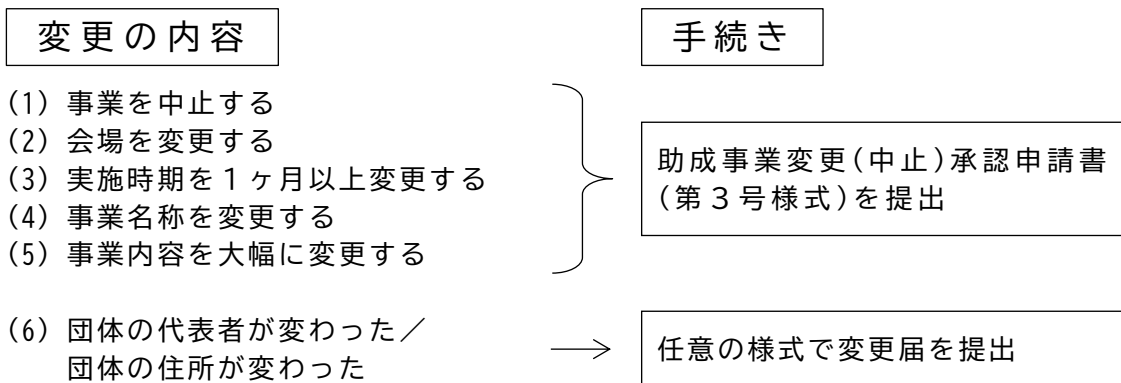 変更の内容
手続き
(1) 事業を中止する
(2) 会場を変更する
(3) 実施時期を１ヶ月以上変更する
(4) 事業名称を変更する
(5) 事業内容を大幅に変更する
助成事業変更(中止)承認申請書
(第３号様式)を提出
(6) 団体の代表者が変わった／
団体の住所が変わった
任意の様式で変更届を提出